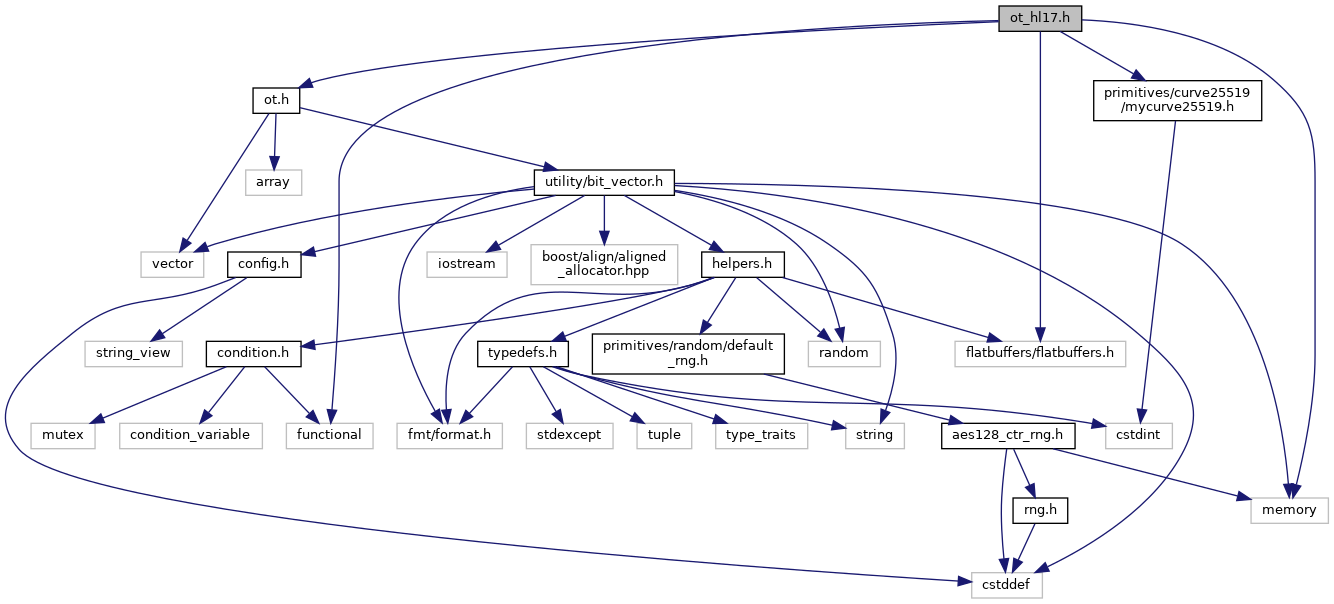 ot_hl17.h
ot.h
primitives/curve25519
/mycurve25519.h
array
utility/bit_vector.h
vector
config.h
iostream
boost/align/aligned
_allocator.hpp
helpers.h
string_view
condition.h
typedefs.h
primitives/random/default
_rng.h
random
flatbuffers/flatbuffers.h
mutex
condition_variable
functional
fmt/format.h
stdexcept
tuple
type_traits
string
aes128_ctr_rng.h
cstdint
rng.h
memory
cstddef